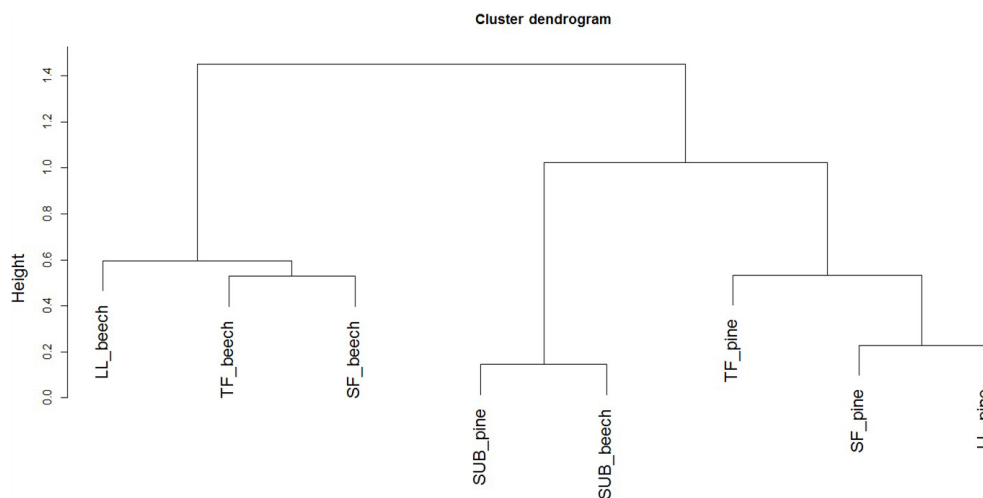 Cluster dendrogram
Height
1.4
1.2
1.0
0.8
0.6
0.4
0.2
0.0
LL_beech
TF_beech
SF_beech
SUB_pine
SUB_beech
TF_pine
SF_pine
LL_pine